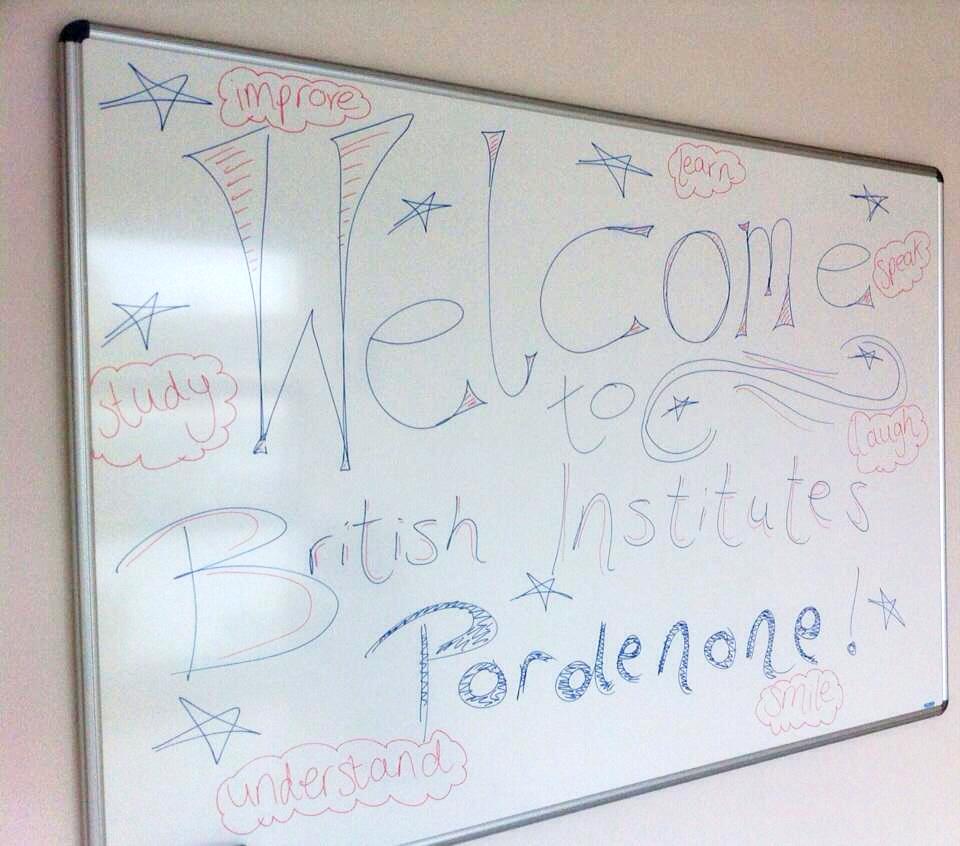 improve
learn
Welcome
speak
study
to
laugh
British Institutes
Pordenone!
smile
understand